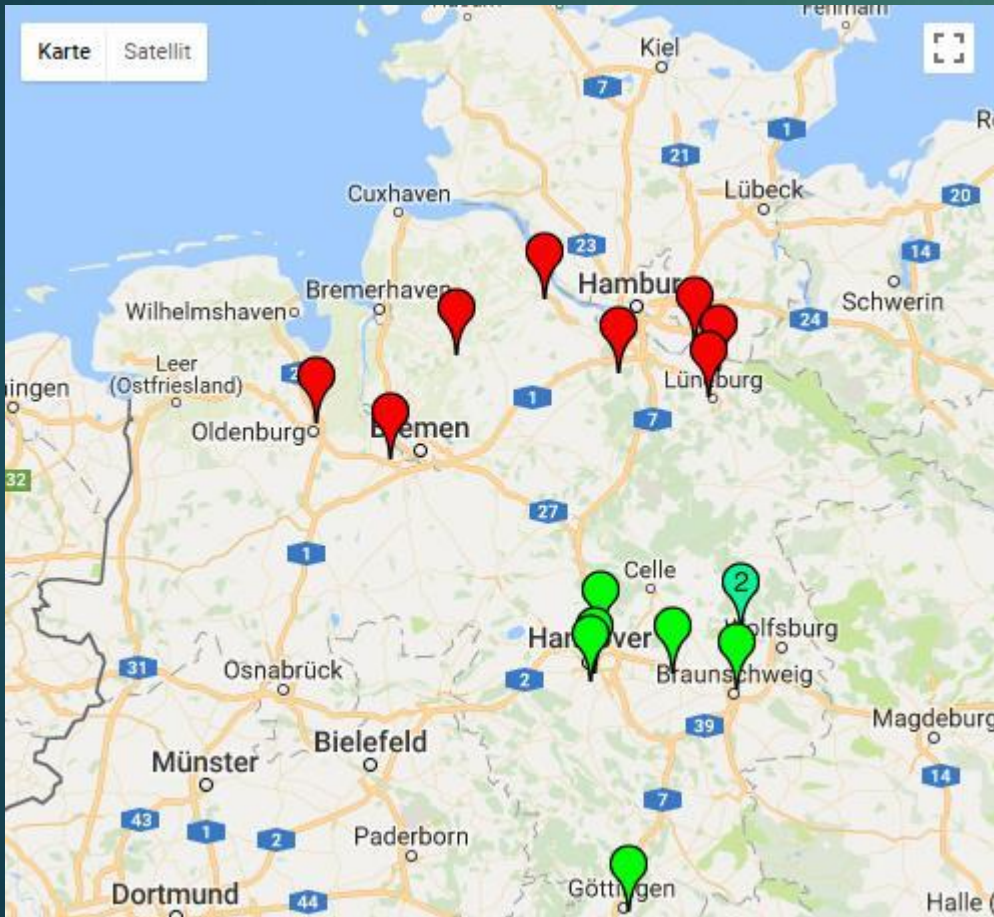 Karte Satellit
Kiel
7
1
21
Lübeck
20
Cuxhaven
23
14
Hamburg
Bremerhaven
Schwerin
Wilhelmshaven
24
Leer
(Ostfriesland)
Lüneburg
1
7
Oldenburg
Bremen
32
27
1
Celle
2
Wolfsburg
Hannover
31
Osnabrück
2
Braunschweig
39
Magdeburg
Bielefeld
Münster
14
7
43
1
2
Paderborn
Göttingen
Dortmund
44
Halle (